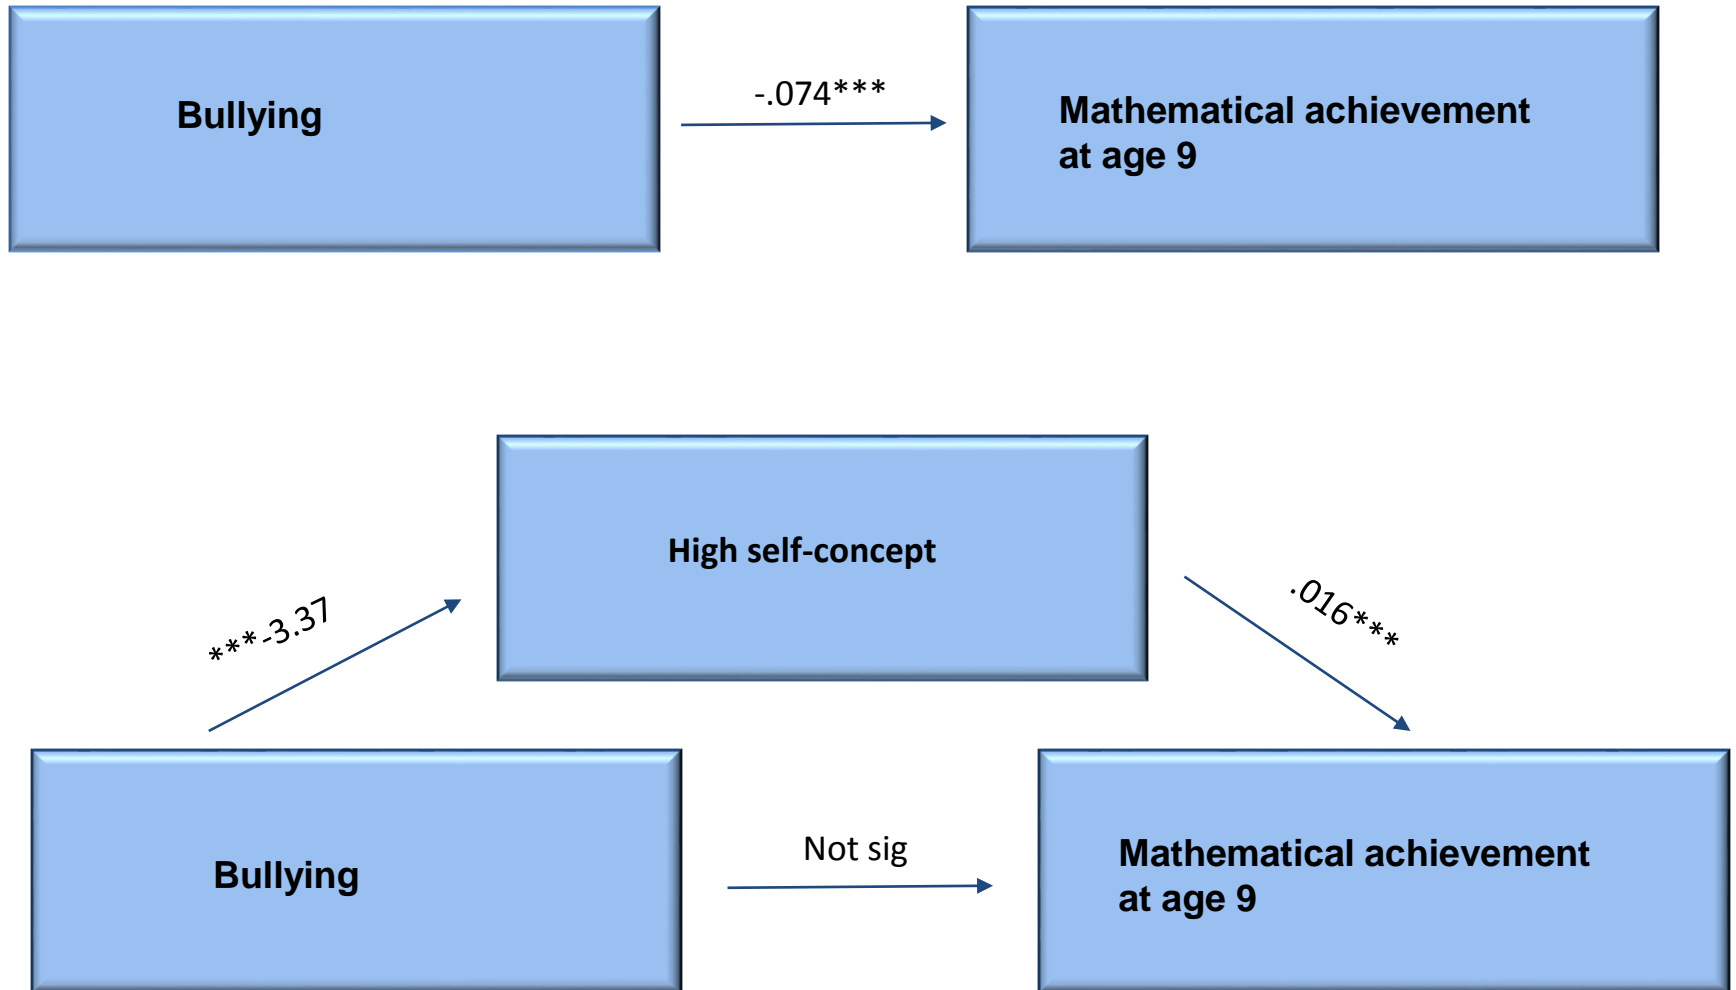 Bullying
-.074***
Mathematical achievement
at age 9
High self-concept
***-3.37
.016***
Bullying
Not sig
Mathematical achievement
at age 9